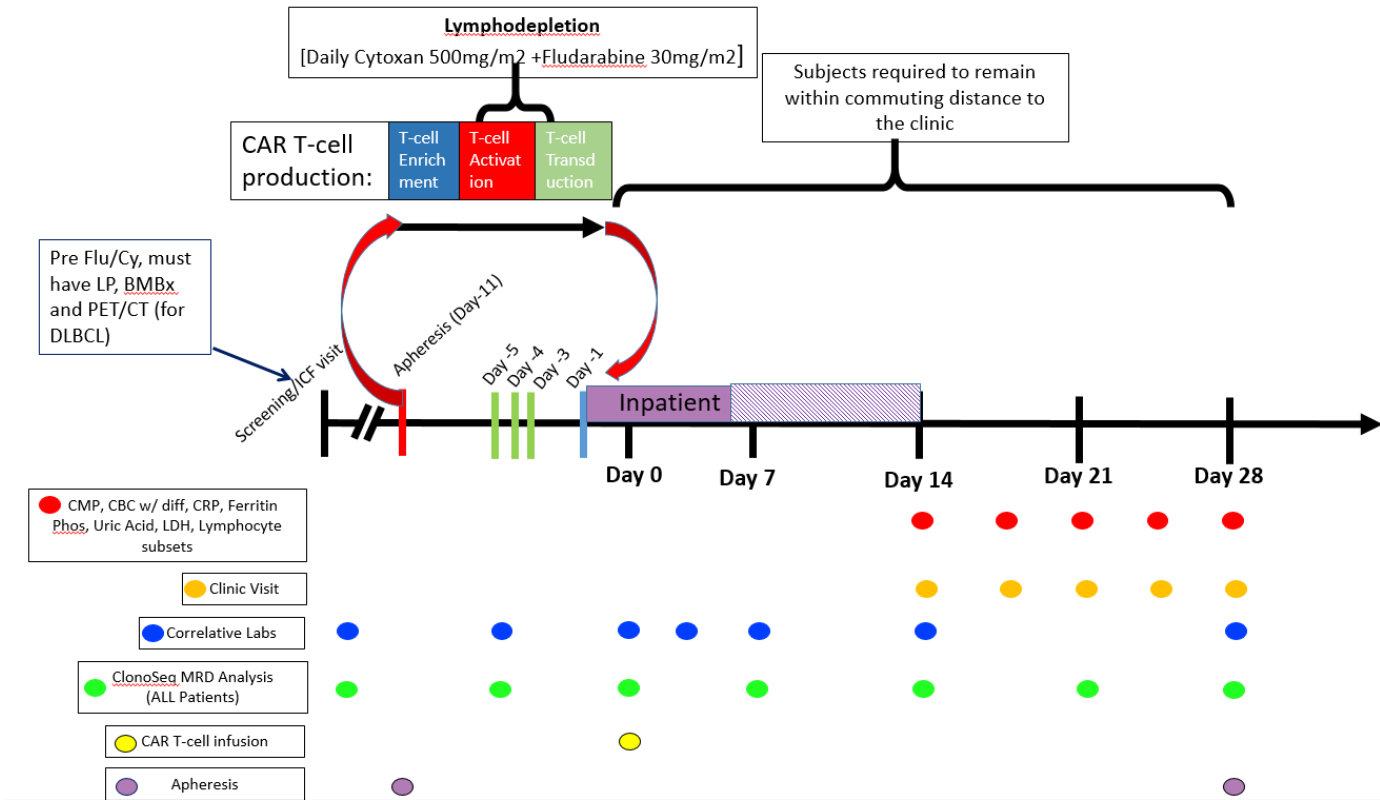 Lymphodepletion
[Daily Cytoxan 500mg/m2 +Fludarabine 30mg/m2]
Subjects required to remain
within commuting distance to
the clinic
CAR T-cell
production:
T-cell
Enrich
ment
T-cell
Activat
ion
T-cell
Transd
uction
Pre Flu/Cy, must
have LP, BMBx
and PET/CT (for
DLBCL)
Screening/ICF visit
Apheresis (Day-11)
Day -5
Day -4
Day -3
Day -1
Inpatient
Day 0
Day 7
Day 14
Day 21
Day 28
CMP, CBC w/ diff, CRP, Ferritin
Phos, Uric Acid, LDH, Lymphocyte
subsets
Clinic Visit
Correlative Labs
ClonoSeq MRD Analysis
(ALL Patients)
CAR T-cell infusion
Apheresis